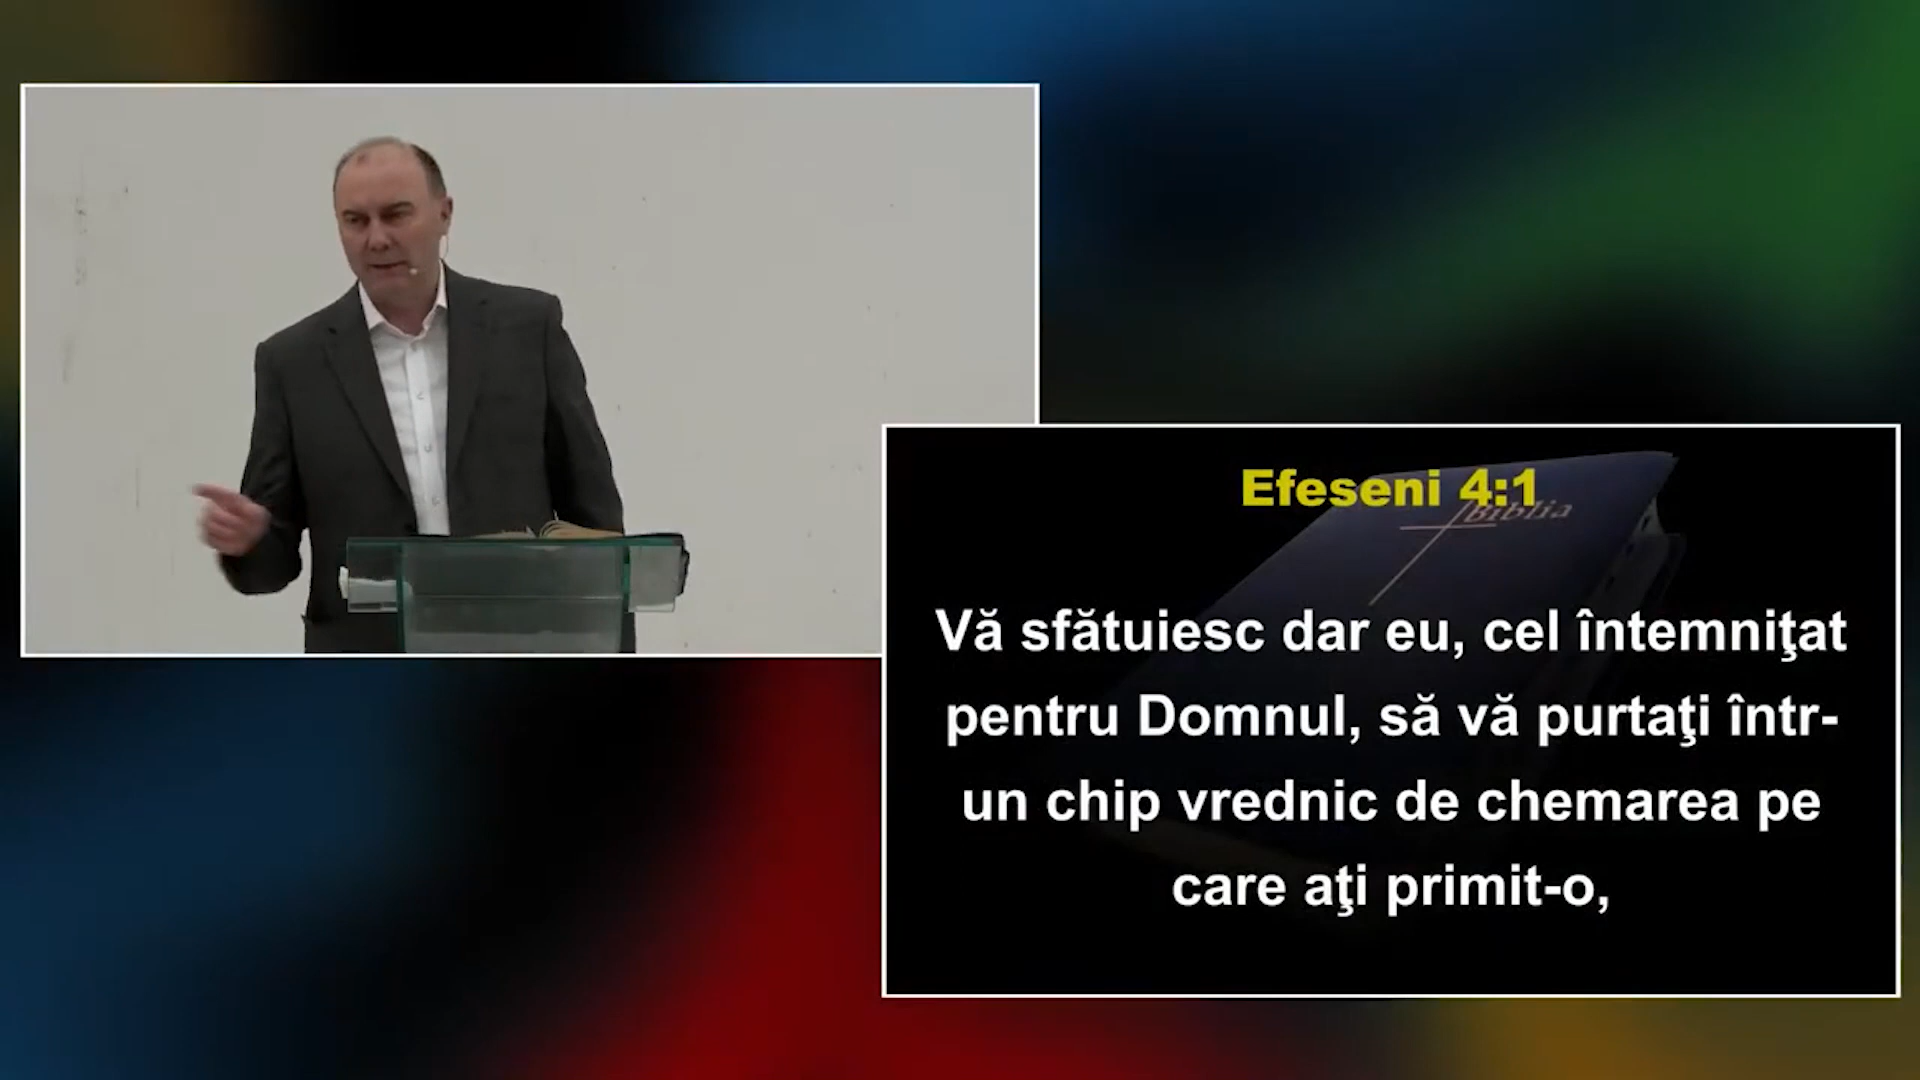 Efeseni 4:1
Biblia
Vă sfătuiesc dar eu, cel întemniţat
pentru Domnul, să vă purtaţi într-
un chip vrednic de chemarea pe
care aţi primit-o,